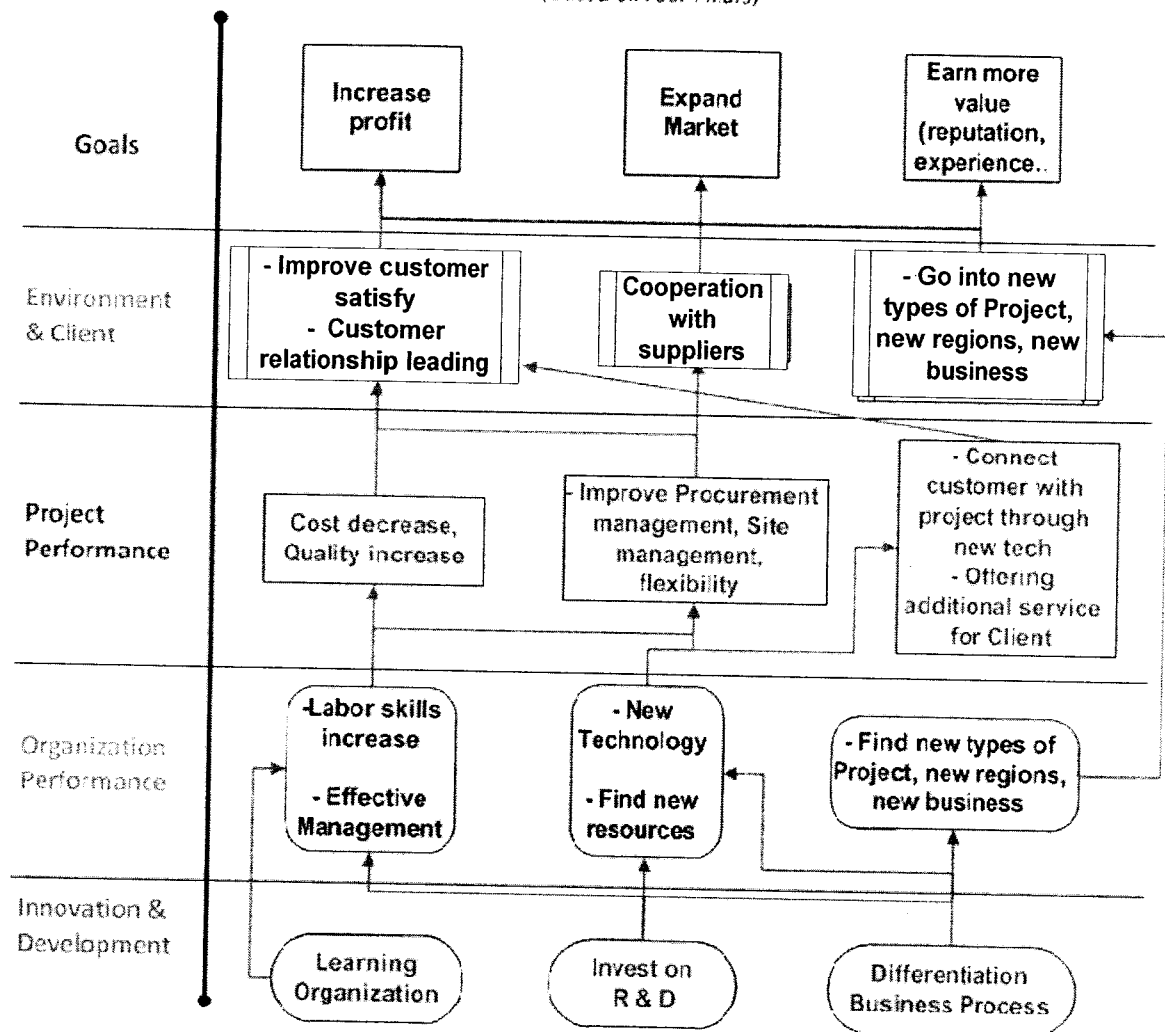 Increase
profit
Expand
Market
Earn more
value
(reputation,
experience..
Goals
- Improve customer
satisfy
- Customer
relationship leading
Cooperation
with
suppliers
- Go into new
types of Project,
new regions, new
business
Environment
& Client
Project
Performance
Cost decrease,
Quality increase
- Improve Procurement
management, Site
management,
flexibility
- Connect
customer with
project through
new tech
- Offering
additional service
for Client
Organization
Performance
-Labor skills
increase
- Effective
Management
- New
Technology
- Find new
resources
- Find new types of
Project, new regions,
new business
Innovation &
Development
Learning
Organization
Invest on
R & D
Differentiation
Business Process